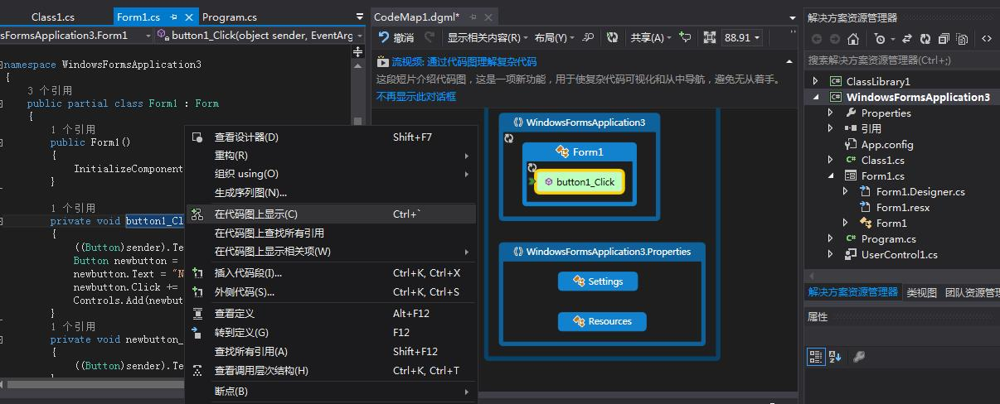 Class1.cs
Form1.cs
Program.cs
sFormsApplication3.Form1
button1_Click(object sender, EventArg
namespace WindowsFormsApplication3
{
3 个引用
public partial class Form1 : Form
{
1 个引用
public Form1()
{
InitializeComponent
}
1 个引用
private void button1_Cl
{
((Button)sender).Te
Button newbutton =
newbutton.Text = "N
newbutton.Click +=
Controls.Add(newbut
}
1 个引用
private void newbutton_
{
((Button)sender).Te
}
查看设计器(D) Shift+F7
重构(R)
组织 using(O)
生成序列图(N)...
在代码图上显示(C) Ctrl+`
在代码图上查找所有引用
在代码图上显示相关项(W)
插入代码段(I)... Ctrl+K, Ctrl+X
外侧代码(S)... Ctrl+K, Ctrl+S
查看定义 Alt+F12
转到定义(G) F12
查找所有引用(A) Shift+F12
查看调用层次结构(H) Ctrl+K, Ctrl+T
断点(B)
CodeMap1.dgml*
撤消 显示相关内容(R) 布局(Y) 共享(A) 88.91
流视频: 通过代码图理解复杂代码
这段短片介绍代码图，这是一项新功能，用于使复杂代码可视化和从中导航，避免无从着手。
不再显示此对话框
WindowsFormsApplication3
Form1
button1_Click
WindowsFormsApplication3.Properties
Settings
Resources
解决方案资源管理器
搜索解决方案资源管理器(Ctrl+;)
ClassLibrary1
WindowsFormsApplication3
Properties
引用
App.config
Class1.cs
Form1.cs
Form1.Designer.cs
Form1.resx
Form1
Program.cs
UserControl1.cs
解决方案资源管理器 类视图 团队资源管理
属性